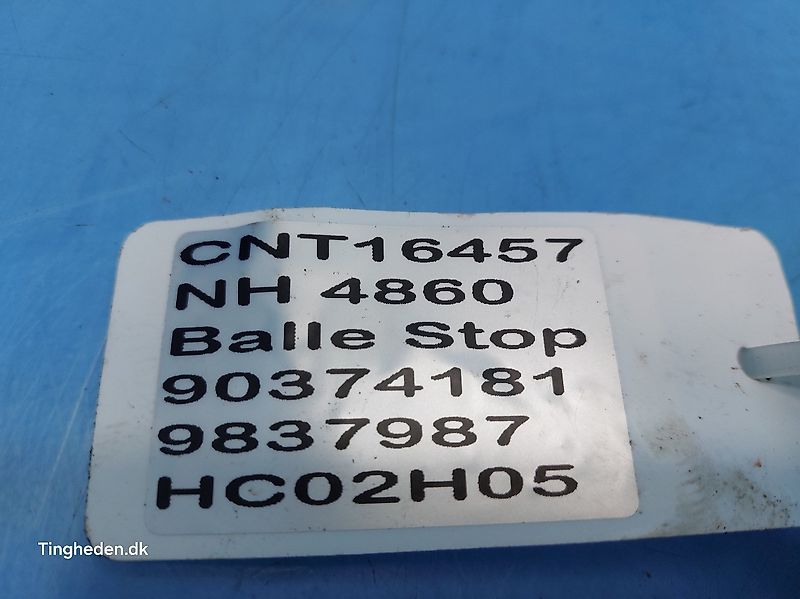 CNT16457
NH 4860
Balle Stop
90374181
9837987
HC02H05
Tingheden.dk